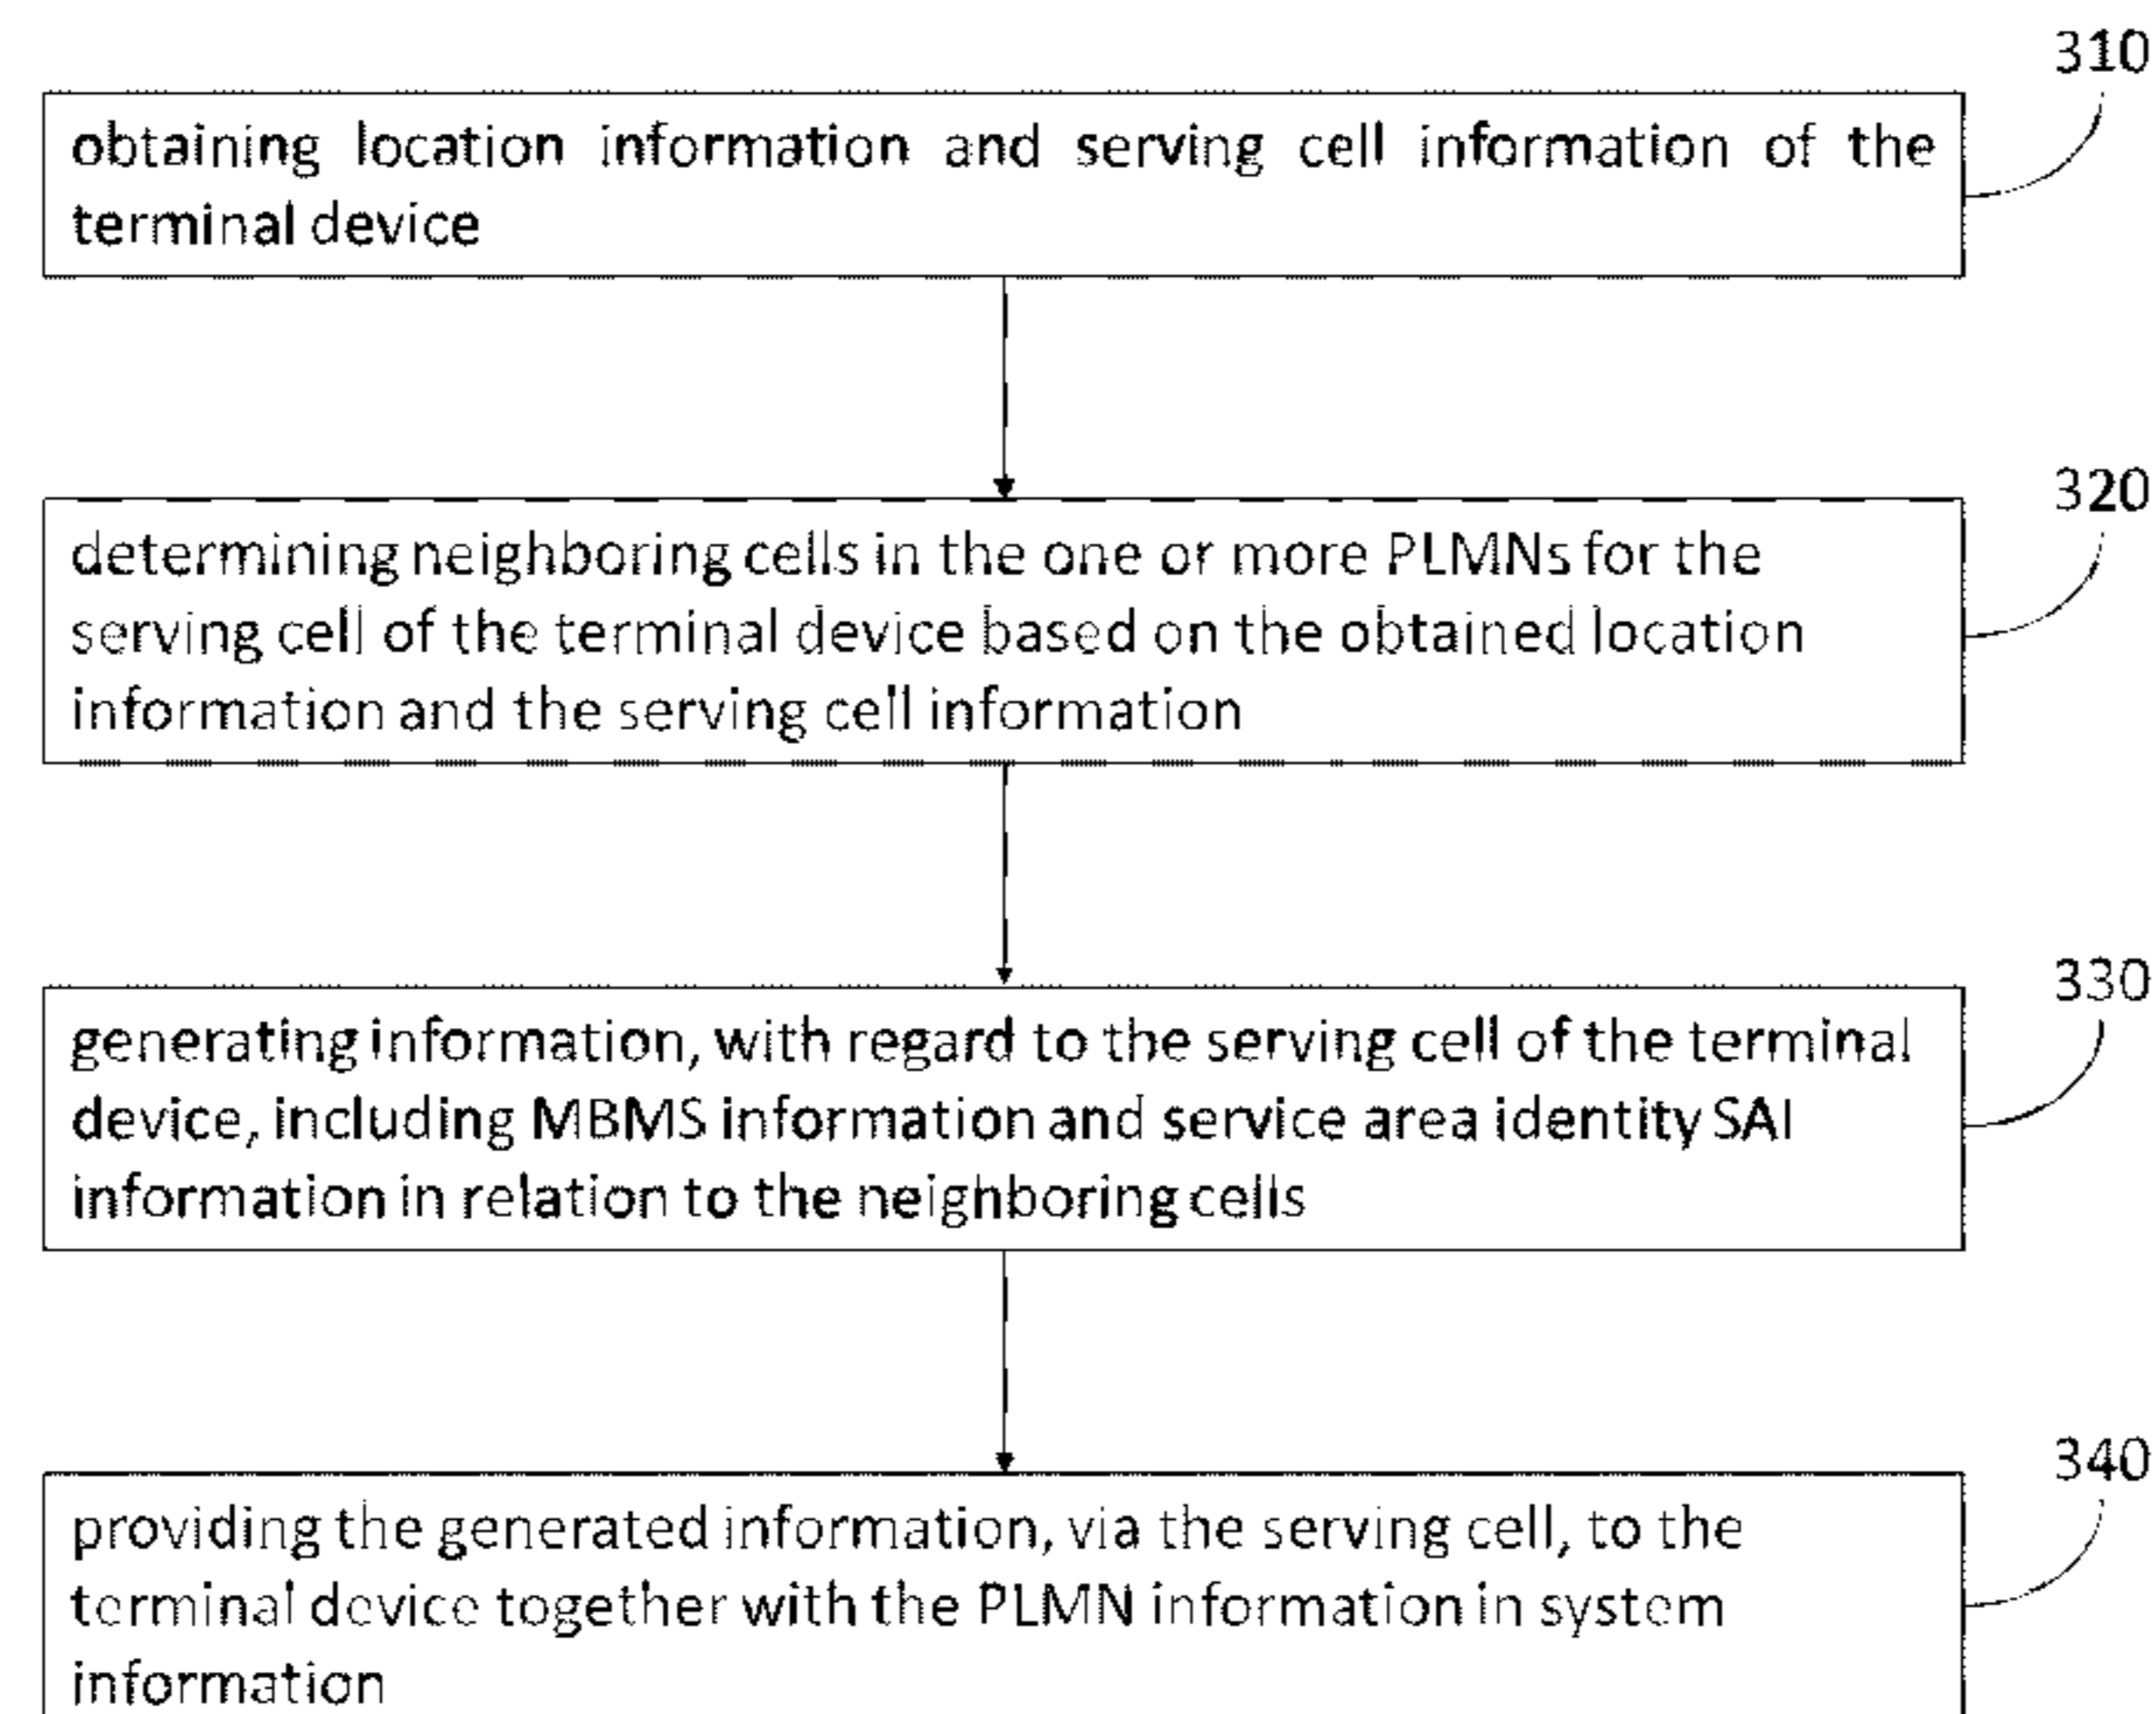 310
obtaining location information and serving cell information of the
terminal device
320
determining neighboring cells in the one or more PLMNs for the
serving cell of the terminal device based on the obtained location
information and the serving cell information
330
generating information, with regard to the serving cell of the terminal
device, including MBMS information and service area identity SAI
information in relation to the neighboring cells
340
providing the generated information, via the serving cell, to the
terminal device together with the PLMN information in system
information